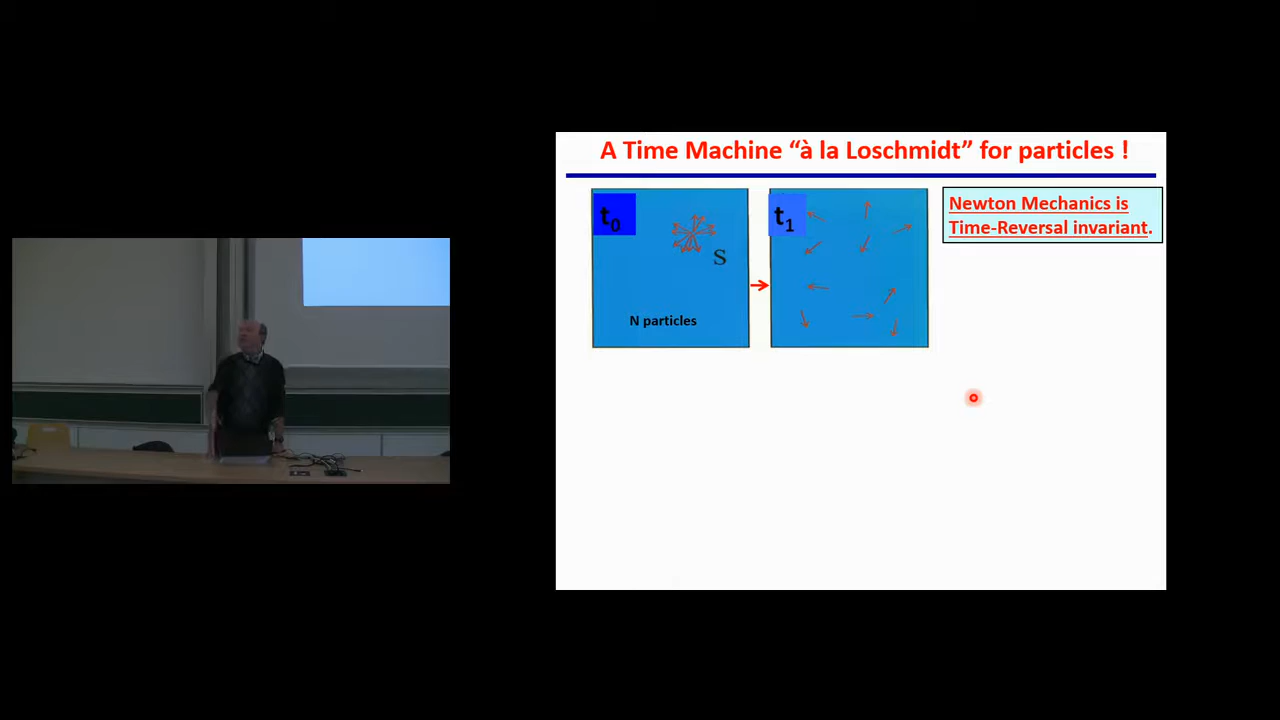 A Time Machine “à la Loschmidt” for particles !
t0
S
N particles
t1
Newton Mechanics is
Time-Reversal invariant.